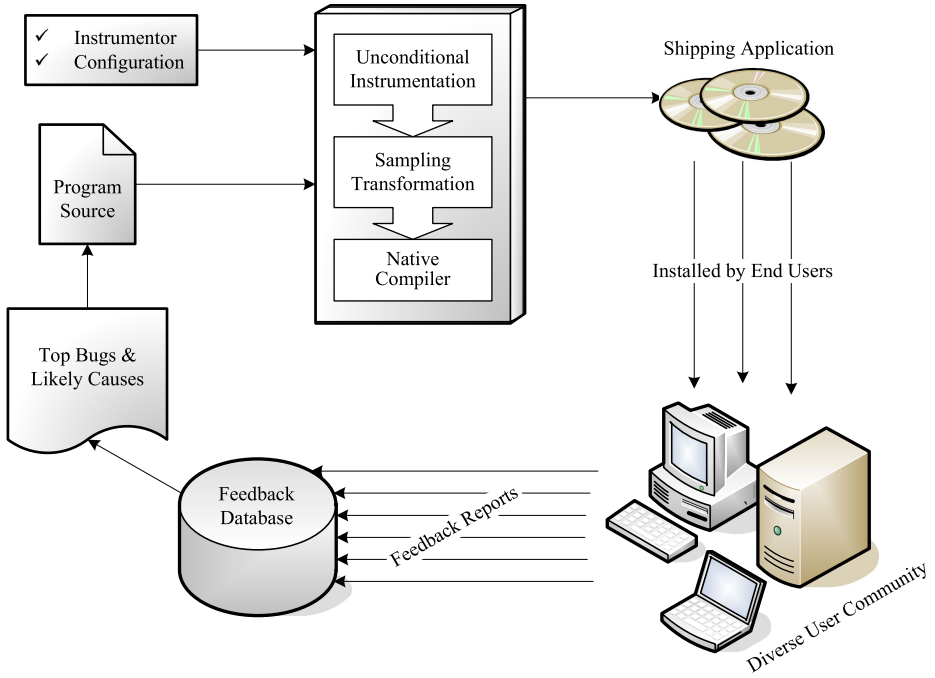 Instrumentor
Configuration
Unconditional
Instrumentation
Sampling
Transformation
Native
Compiler
Shipping Application
Program
Source
Installed by End Users
Top Bugs &
Likely Causes
Feedback
Database
Feedback Reports
Diverse User Community